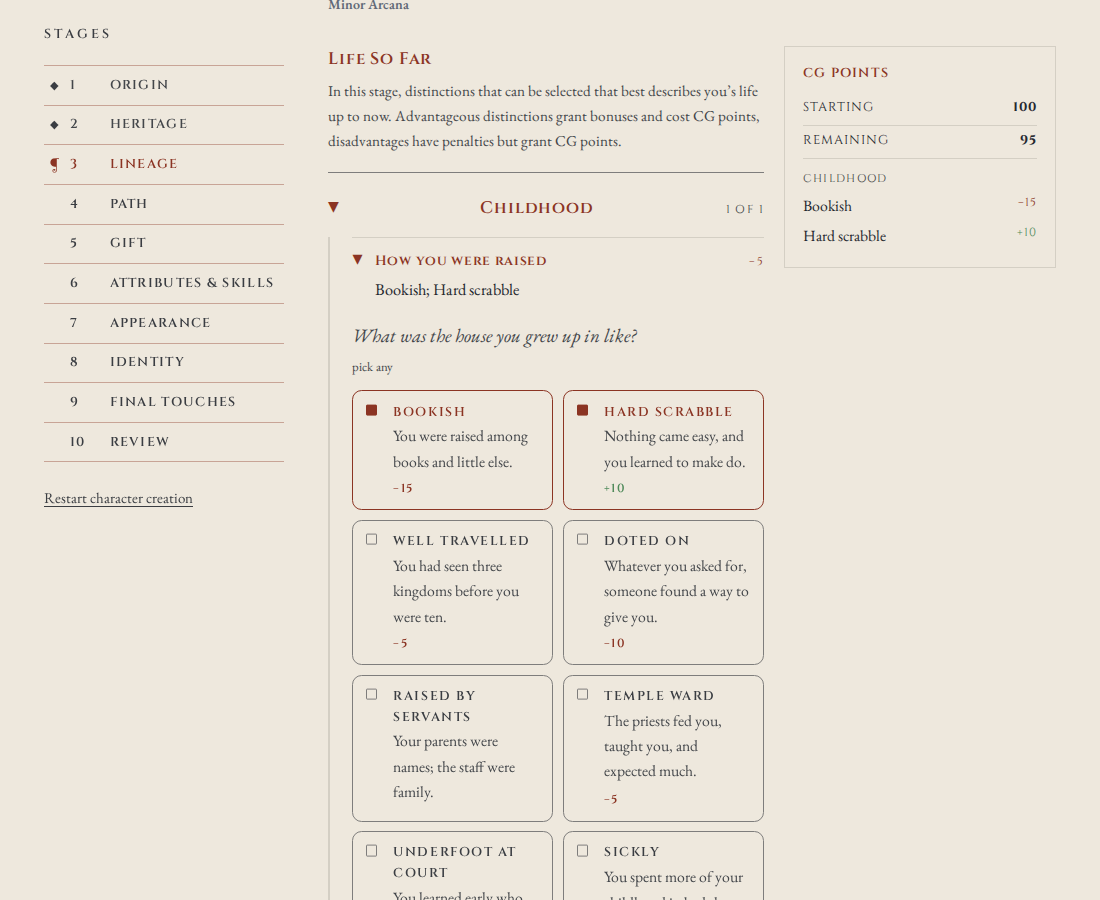 Minor Arcana
STAGES
◆ 1 ORIGIN
◆ 2 HERITAGE
¶ 3 LINEAGE
4 PATH
5 GIFT
6 ATTRIBUTES & SKILLS
7 APPEARANCE
8 IDENTITY
9 FINAL TOUCHES
10 REVIEW
Restart character creation
LIFE SO FAR
In this stage, distinctions that can be selected that best describes you’s life
up to now. Advantageous distinctions grant bonuses and cost CG points,
disadvantages have penalties but grant CG points.
▼ CHILDHOOD 1 OF 1
▼ HOW YOU WERE RAISED −5
Bookish; Hard scrabble
What was the house you grew up in like?
pick any
BOOKISH
You were raised among
books and little else.
−15
HARD SCRABBLE
Nothing came easy, and
you learned to make do.
+10
WELL TRAVELLED
You had seen three
kingdoms before you
were ten.
−5
DOTED ON
Whatever you asked for,
someone found a way to
give you.
−10
RAISED BY
SERVANTS
Your parents were
names; the staff were
family.
TEMPLE WARD
The priests fed you,
taught you, and
expected much.
−5
UNDERFOOT AT
COURT
You learned early who
SICKLY
You spent more of your
CG POINTS
STARTING 100
REMAINING 95
CHILDHOOD
Bookish −15
Hard scrabble +10